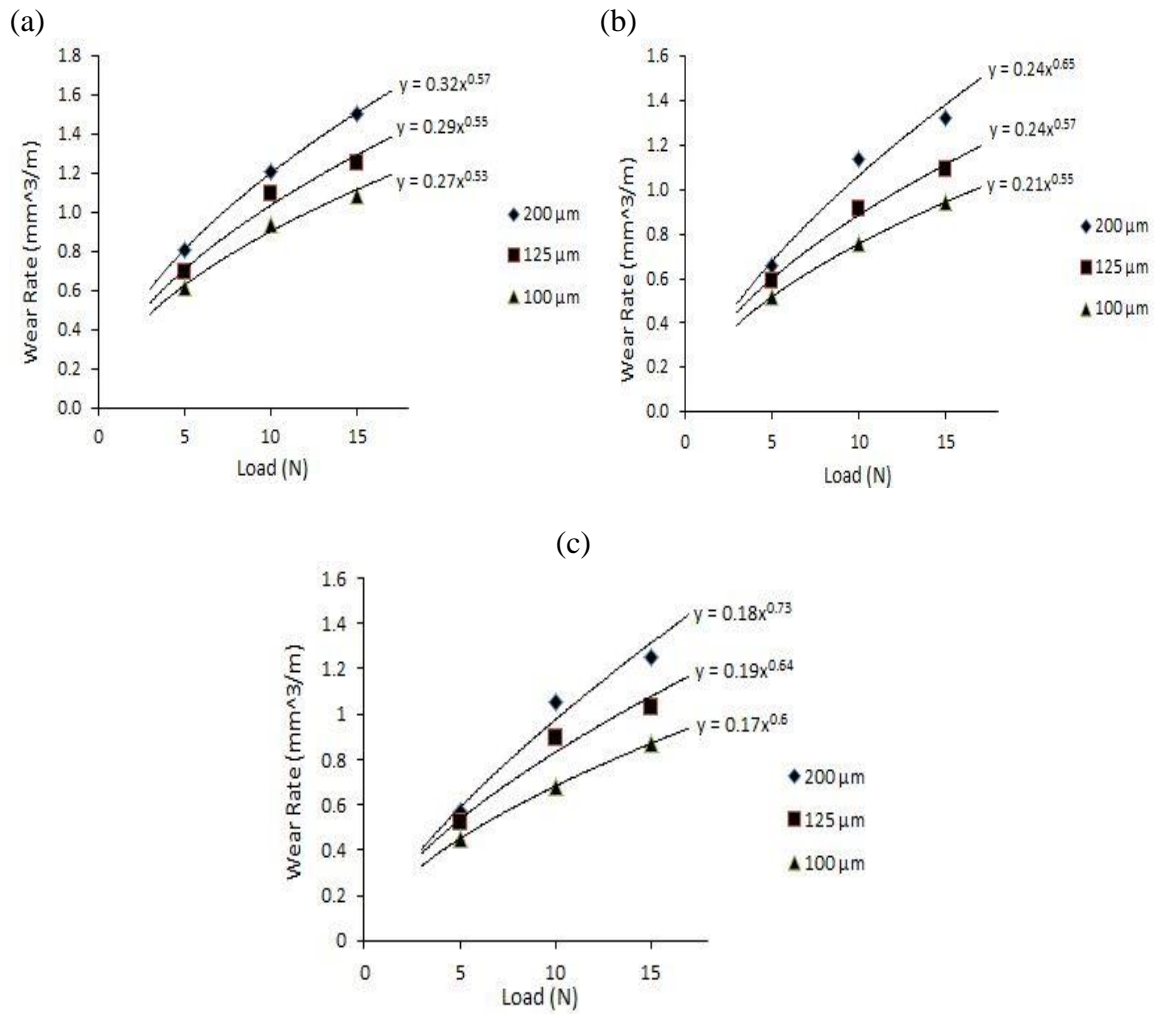 (a)
1.8
1.6
1.4
1.2
1.0
0.8
0.6
0.4
0.2
0.0
Wear Rate (mm^3/m)
0 5 10 15
Load (N)
y = 0.32x^0.57
y = 0.29x^0.55
y = 0.27x^0.53
200 µm
125 µm
100 µm
(b)
1.6
1.4
1.2
1.0
0.8
0.6
0.4
0.2
0.0
Wear Rate (mm^3/m)
0 5 10 15
Load (N)
y = 0.24x^0.65
y = 0.24x^0.57
y = 0.21x^0.55
200 µm
125 µm
100 µm
(c)
1.6
1.4
1.2
1
0.8
0.6
0.4
0.2
0
Wear Rate (mm^3/m)
0 5 10 15
Load (N)
y = 0.18x^0.73
y = 0.19x^0.64
y = 0.17x^0.6
200 µm
125 µm
100 µm